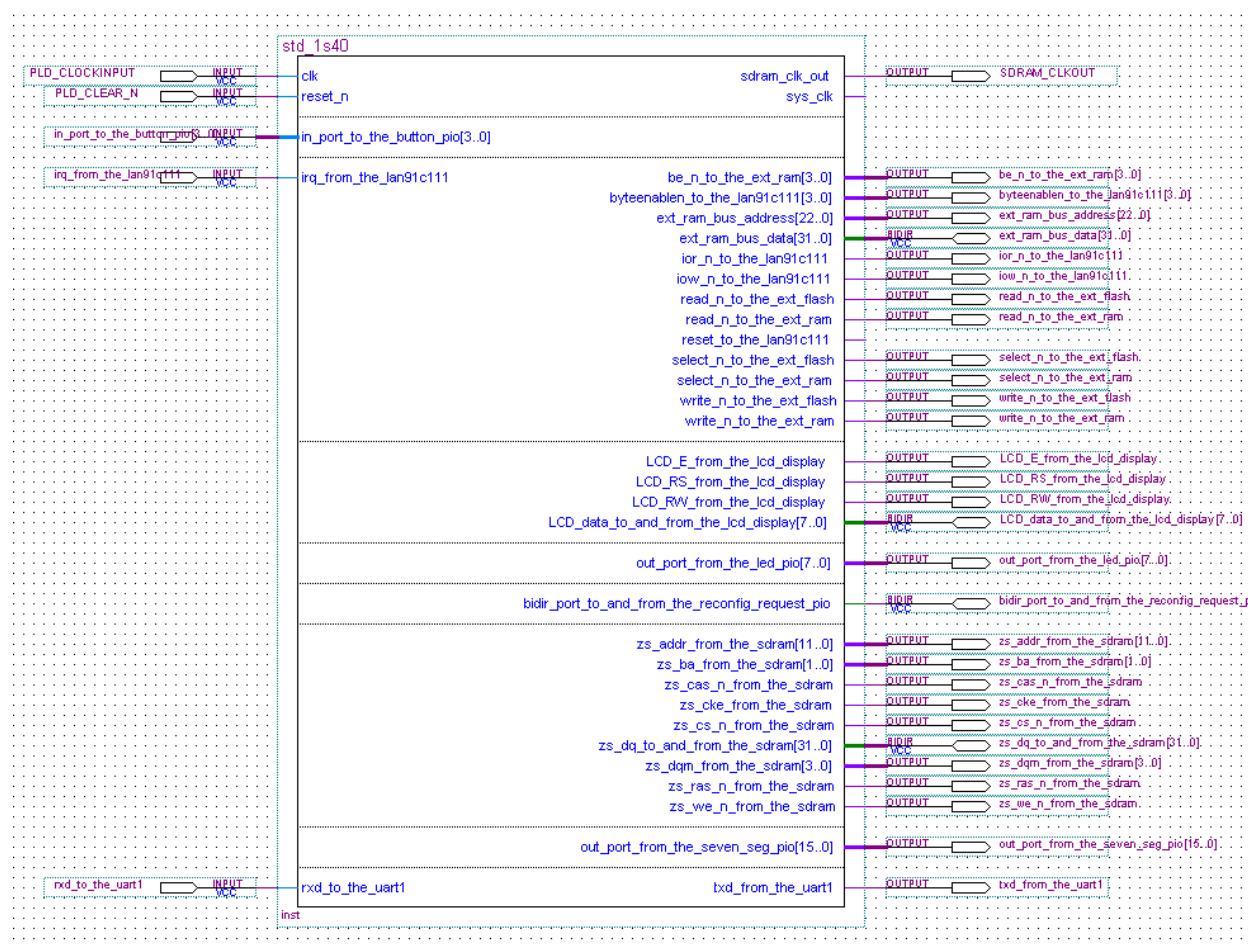 std_1s40
PLD_CLOCKINPUT INPUT VCC clk sdram_clk_out OUTPUT SDRAM_CLKOUT
PLD_CLEAR_N INPUT VCC reset_n sys_clk
in_port_to_the_button_pio[3..0] INPUT VCC in_port_to_the_button_pio[3..0]
irq_from_the_lan91c111 INPUT VCC irq_from_the_lan91c111 be_n_to_the_ext_ram[3..0] OUTPUT be_n_to_the_ext_ram[3..0]
byteenablen_to_the_lan91c111[3..0] OUTPUT byteenablen_to_the_lan91c111[3..0]
ext_ram_bus_address[22..0] OUTPUT ext_ram_bus_address[22..0]
ext_ram_bus_data[31..0] BIDIR VCC ext_ram_bus_data[31..0]
ior_n_to_the_lan91c111 OUTPUT ior_n_to_the_lan91c111
iow_n_to_the_lan91c111 OUTPUT iow_n_to_the_lan91c111
read_n_to_the_ext_flash OUTPUT read_n_to_the_ext_flash
read_n_to_the_ext_ram OUTPUT read_n_to_the_ext_ram
reset_to_the_lan91c111
select_n_to_the_ext_flash OUTPUT select_n_to_the_ext_flash
select_n_to_the_ext_ram OUTPUT select_n_to_the_ext_ram
write_n_to_the_ext_flash OUTPUT write_n_to_the_ext_flash
write_n_to_the_ext_ram OUTPUT write_n_to_the_ext_ram
LCD_E_from_the_lcd_display OUTPUT LCD_E_from_the_lcd_display
LCD_RS_from_the_lcd_display OUTPUT LCD_RS_from_the_lcd_display
LCD_RW_from_the_lcd_display OUTPUT LCD_RW_from_the_lcd_display
LCD_data_to_and_from_the_lcd_display[7..0] BIDIR VCC LCD_data_to_and_from_the_lcd_display[7..0]
out_port_from_the_led_pio[7..0] OUTPUT out_port_from_the_led_pio[7..0]
bidir_port_to_and_from_the_reconfig_request_pio BIDIR VCC bidir_port_to_and_from_the_reconfig_request_p
zs_addr_from_the_sdram[11..0] OUTPUT zs_addr_from_the_sdram[11..0]
zs_ba_from_the_sdram[1..0] OUTPUT zs_ba_from_the_sdram[1..0]
zs_cas_n_from_the_sdram OUTPUT zs_cas_n_from_the_sdram
zs_cke_from_the_sdram OUTPUT zs_cke_from_the_sdram
zs_cs_n_from_the_sdram OUTPUT zs_cs_n_from_the_sdram
zs_dq_to_and_from_the_sdram[31..0] BIDIR VCC zs_dq_to_and_from_the_sdram[31..0]
zs_dqm_from_the_sdram[3..0] OUTPUT zs_dqm_from_the_sdram[3..0]
zs_ras_n_from_the_sdram OUTPUT zs_ras_n_from_the_sdram
zs_we_n_from_the_sdram OUTPUT zs_we_n_from_the_sdram
out_port_from_the_seven_seg_pio[15..0] OUTPUT out_port_from_the_seven_seg_pio[15..0]
rxd_to_the_uart1 INPUT VCC rxd_to_the_uart1 txd_from_the_uart1 OUTPUT txd_from_the_uart1
inst